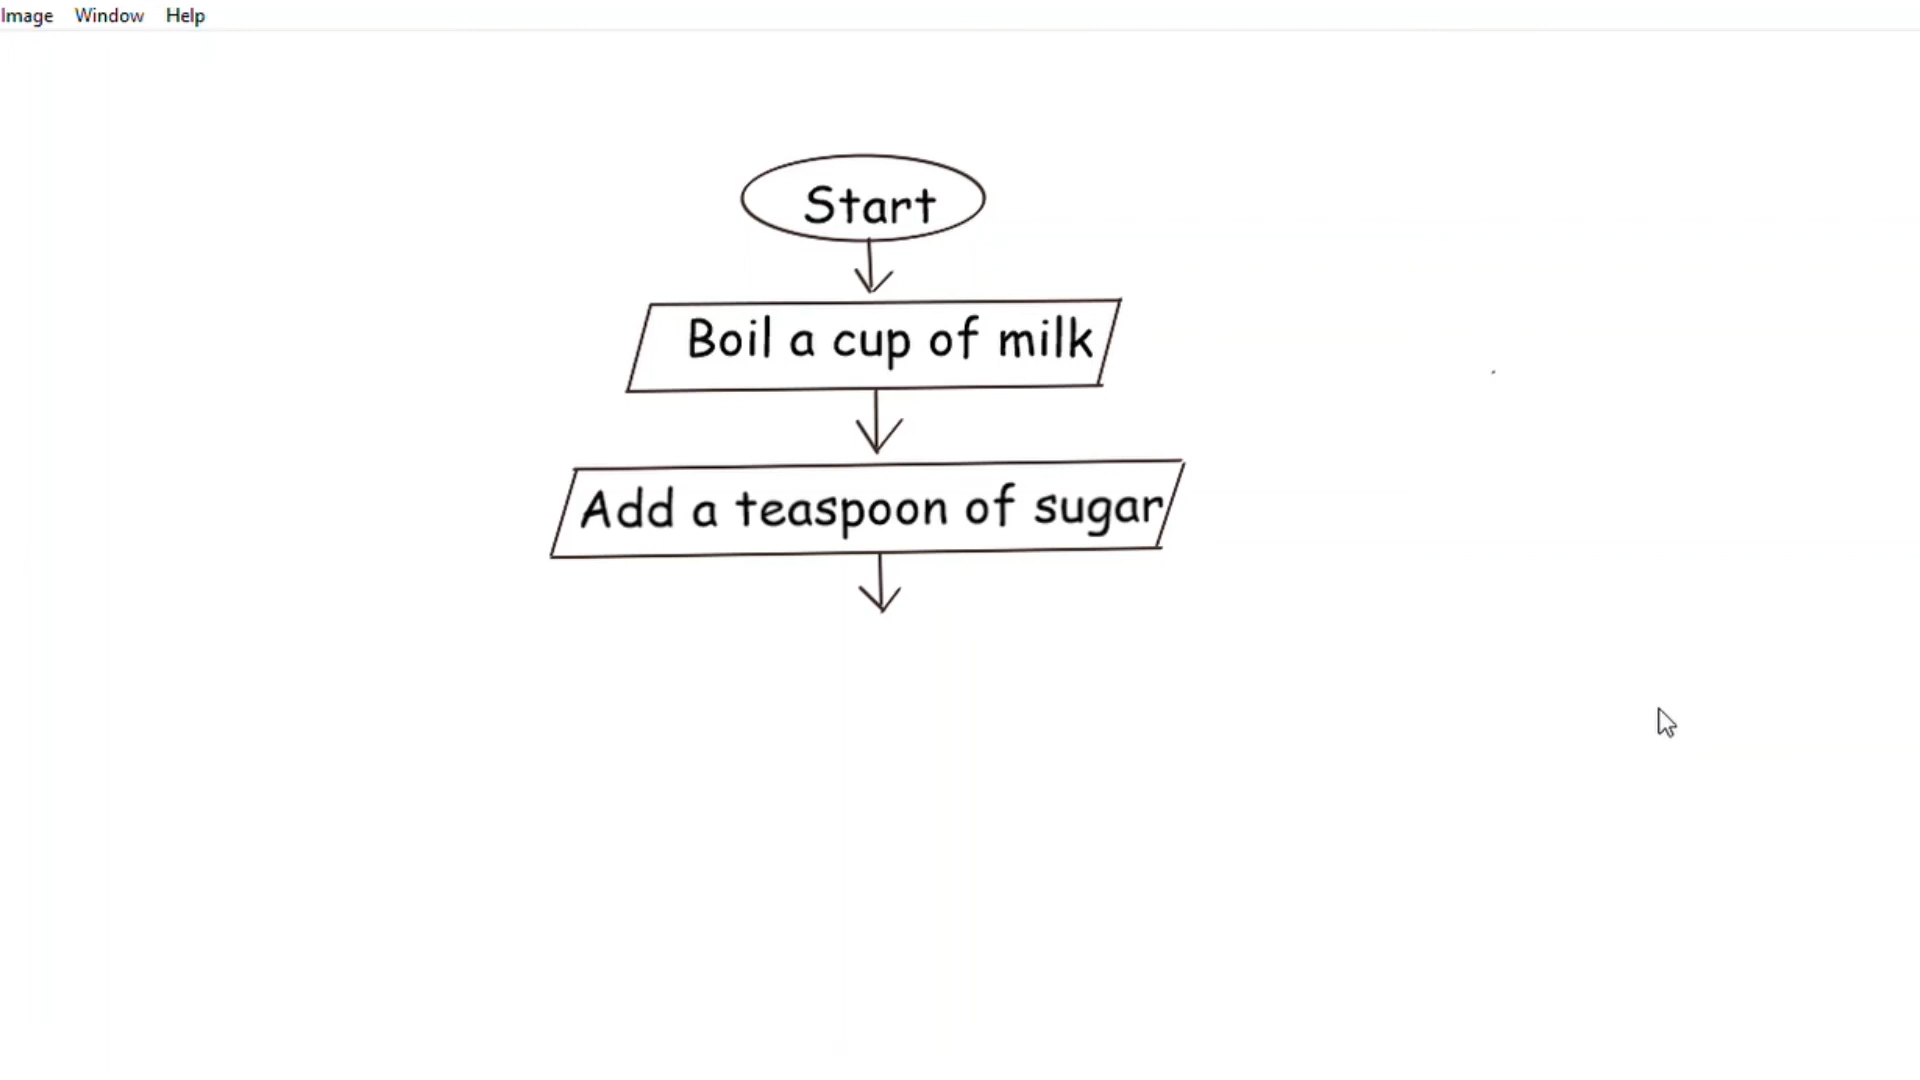 Image Window Help
Start
Boil a cup of milk
Add a teaspoon of sugar